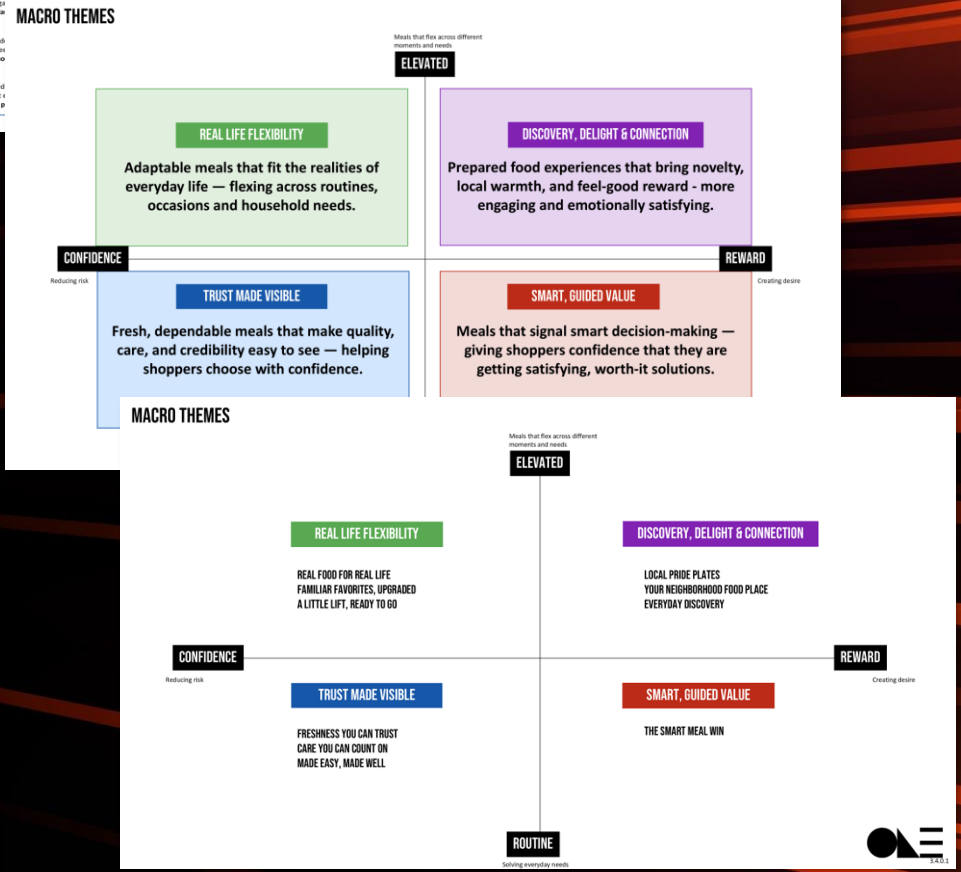 MACRO THEMES
Meals that flex across different
moments and needs
ELEVATED
REAL LIFE FLEXIBILITY
Adaptable meals that fit the realities of
everyday life — flexing across routines,
occasions and household needs.
DISCOVERY, DELIGHT & CONNECTION
Prepared food experiences that bring novelty,
local warmth, and feel-good reward - more
engaging and emotionally satisfying.
CONFIDENCE
Reducing risk
REWARD
Creating desire
TRUST MADE VISIBLE
Fresh, dependable meals that make quality,
care, and credibility easy to see — helping
shoppers choose with confidence.
SMART, GUIDED VALUE
Meals that signal smart decision-making —
giving shoppers confidence that they are
getting satisfying, worth-it solutions.
MACRO THEMES
Meals that flex across different
moments and needs
ELEVATED
REAL LIFE FLEXIBILITY
REAL FOOD FOR REAL LIFE
FAMILIAR FAVORITES, UPGRADED
A LITTLE LIFT, READY TO GO
DISCOVERY, DELIGHT & CONNECTION
LOCAL PRIDE PLATES
YOUR NEIGHBORHOOD FOOD PLACE
EVERYDAY DISCOVERY
CONFIDENCE
Reducing risk
REWARD
Creating desire
TRUST MADE VISIBLE
FRESHNESS YOU CAN TRUST
CARE YOU CAN COUNT ON
MADE EASY, MADE WELL
SMART, GUIDED VALUE
THE SMART MEAL WIN
ROUTINE
Solving everyday needs
ONE
3.4.0.1